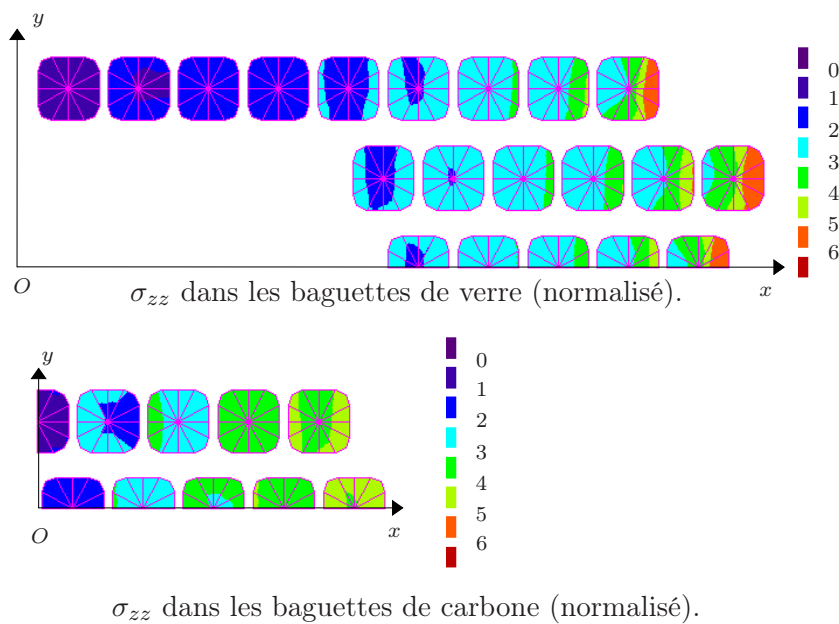 y
0
1
2
3
4
5
6
O
x
σzz dans les baguettes de verre (normalisé).
y
0
1
2
3
4
5
6
O
x
σzz dans les baguettes de carbone (normalisé).